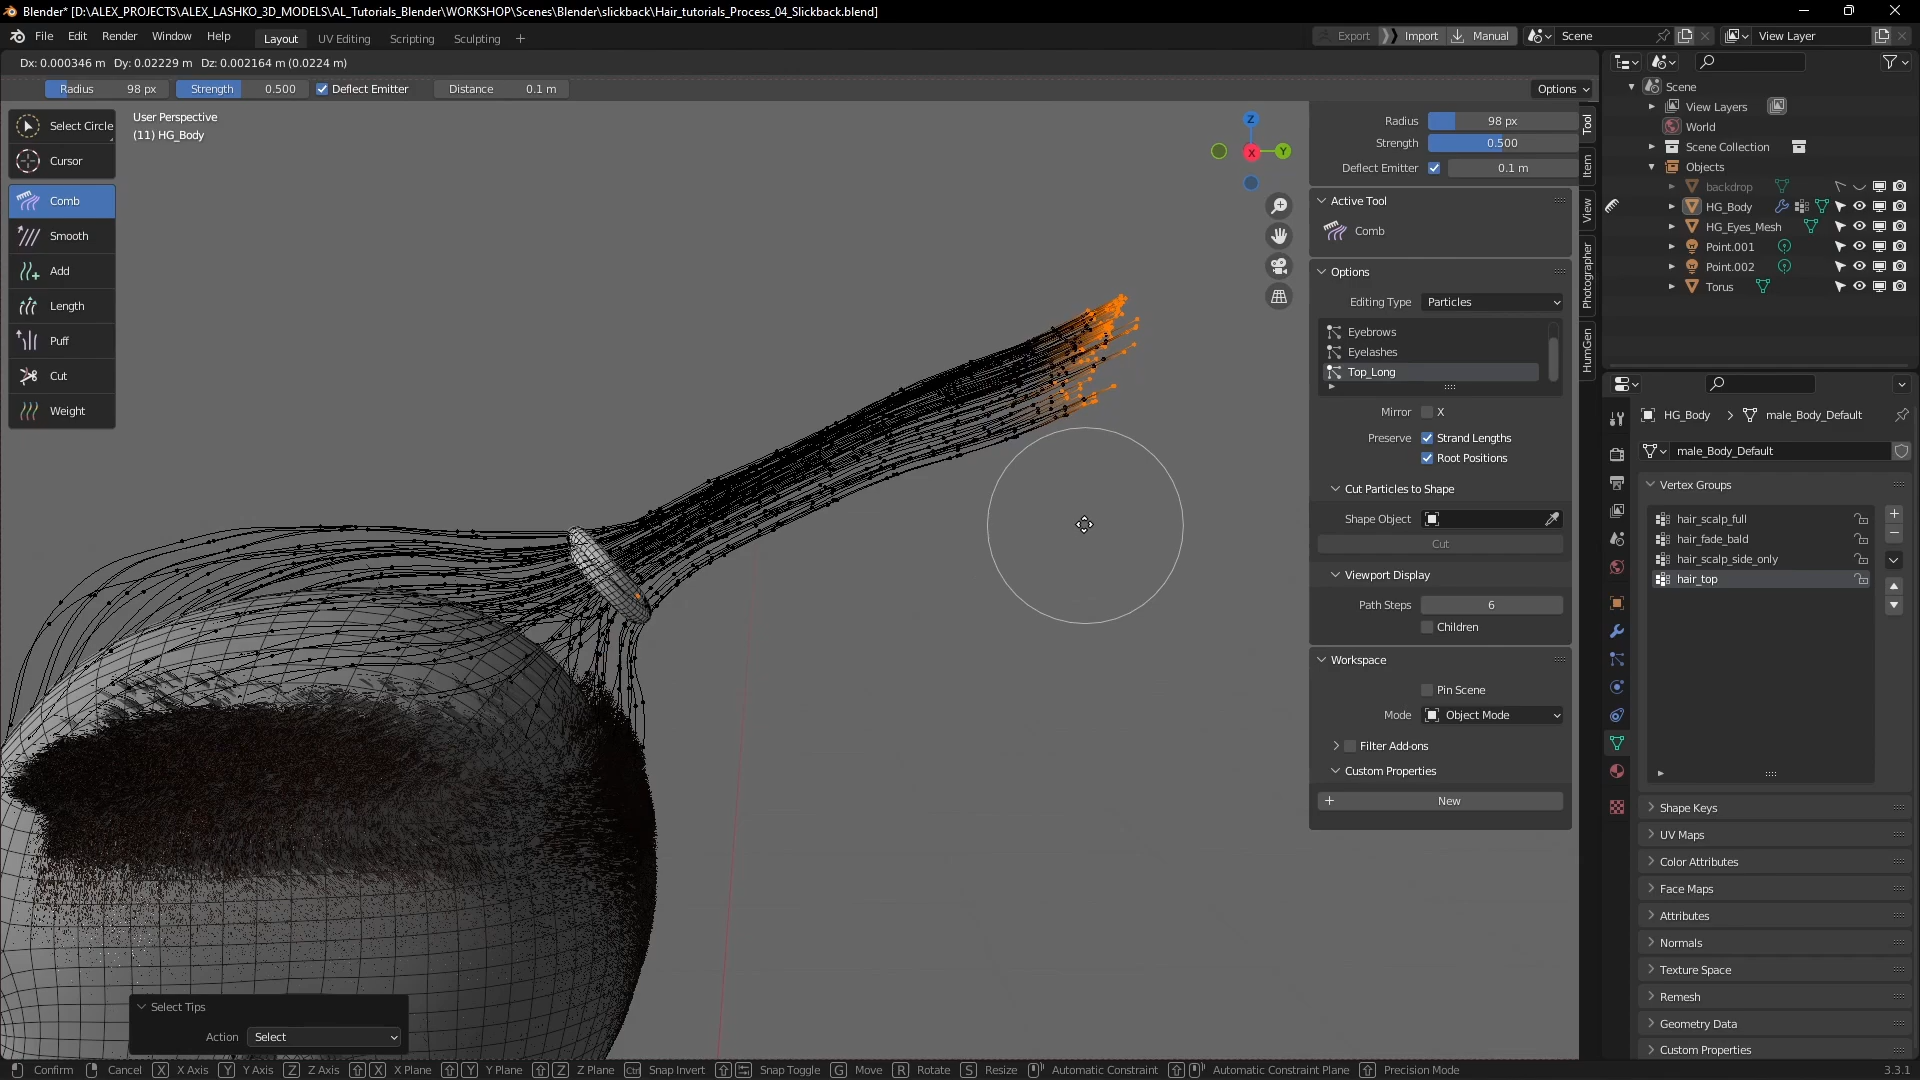 Blender* [D:\ALEX_PROJECTS\ALEX_LASHKO_3D_MODELS\AL_Tutorials_Blender\WORKSHOP\Scenes\Blender\slickback\Hair_tutorials_Process_04_Slickback.blend]
File Edit Render Window Help Layout UV Editing Scripting Sculpting + Export Import Manual Scene View Layer
Dx: 0.000346 m Dy: 0.02229 m Dz: 0.002164 m (0.0224 m)
Radius 98 px Strength 0.500 Deflect Emitter Distance 0.1 m Options
User Perspective
(11) HG_Body
Select Circle
Cursor
Comb
Smooth
Add
Length
Puff
Cut
Weight
Z
X
Y
Select Tips
Action Select
Radius 98 px
Strength 0.500
Deflect Emitter 0.1 m
Active Tool
Comb
Options
Editing Type Particles
Eyebrows
Eyelashes
Top_Long
Mirror X
Preserve Strand Lengths
Root Positions
Cut Particles to Shape
Shape Object
Cut
Viewport Display
Path Steps 6
Children
Workspace
Pin Scene
Mode Object Mode
Filter Add-ons
Custom Properties
+ New
Tool
Item
View
Photographer
HumGen
Scene
View Layers
World
Scene Collection
Objects
backdrop
HG_Body
HG_Eyes_Mesh
Point.001
Point.002
Torus
HG_Body > male_Body_Default
male_Body_Default
Vertex Groups
hair_scalp_full
hair_fade_bald
hair_scalp_side_only
hair_top
Shape Keys
UV Maps
Color Attributes
Face Maps
Attributes
Normals
Texture Space
Remesh
Geometry Data
Custom Properties
Confirm Cancel X X Axis Y Y Axis Z Z Axis X X Plane Y Y Plane Z Z Plane Ctrl Snap Invert Snap Toggle G Move R Rotate S Resize Automatic Constraint Automatic Constraint Plane Precision Mode 3.3.1